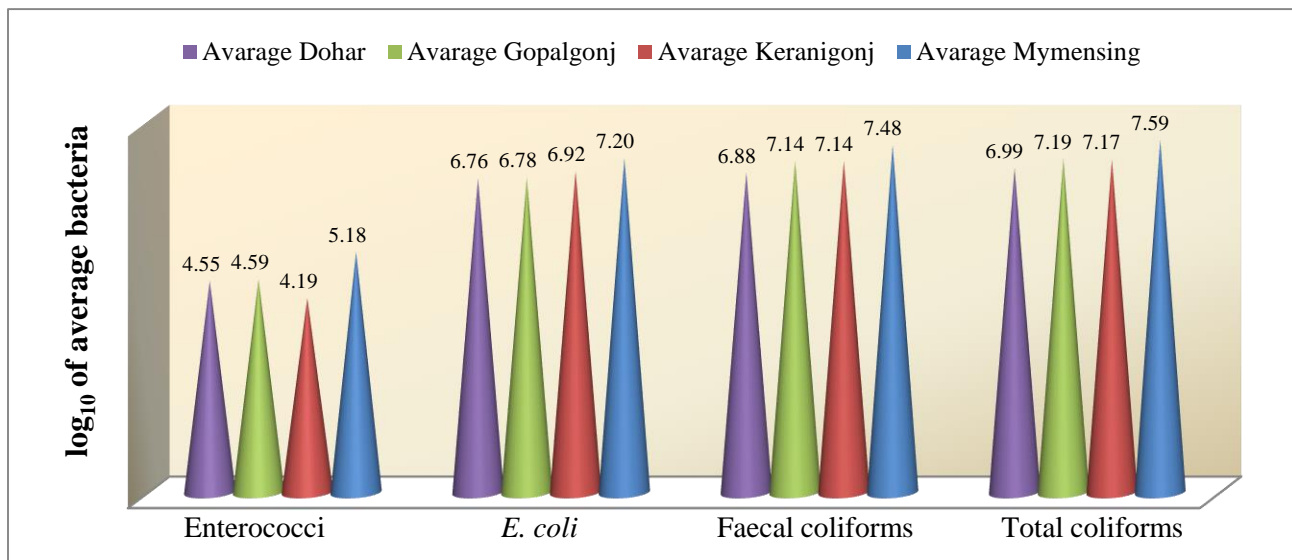 Avarage Dohar Avarage Gopalgonj Avarage Keranigonj Avarage Mymensing
log₁₀ of average bacteria
4.55 4.59 4.19 5.18
6.76 6.78 6.92 7.20
6.88 7.14 7.14 7.48
6.99 7.19 7.17 7.59
Enterococci E. coli Faecal coliforms Total coliforms